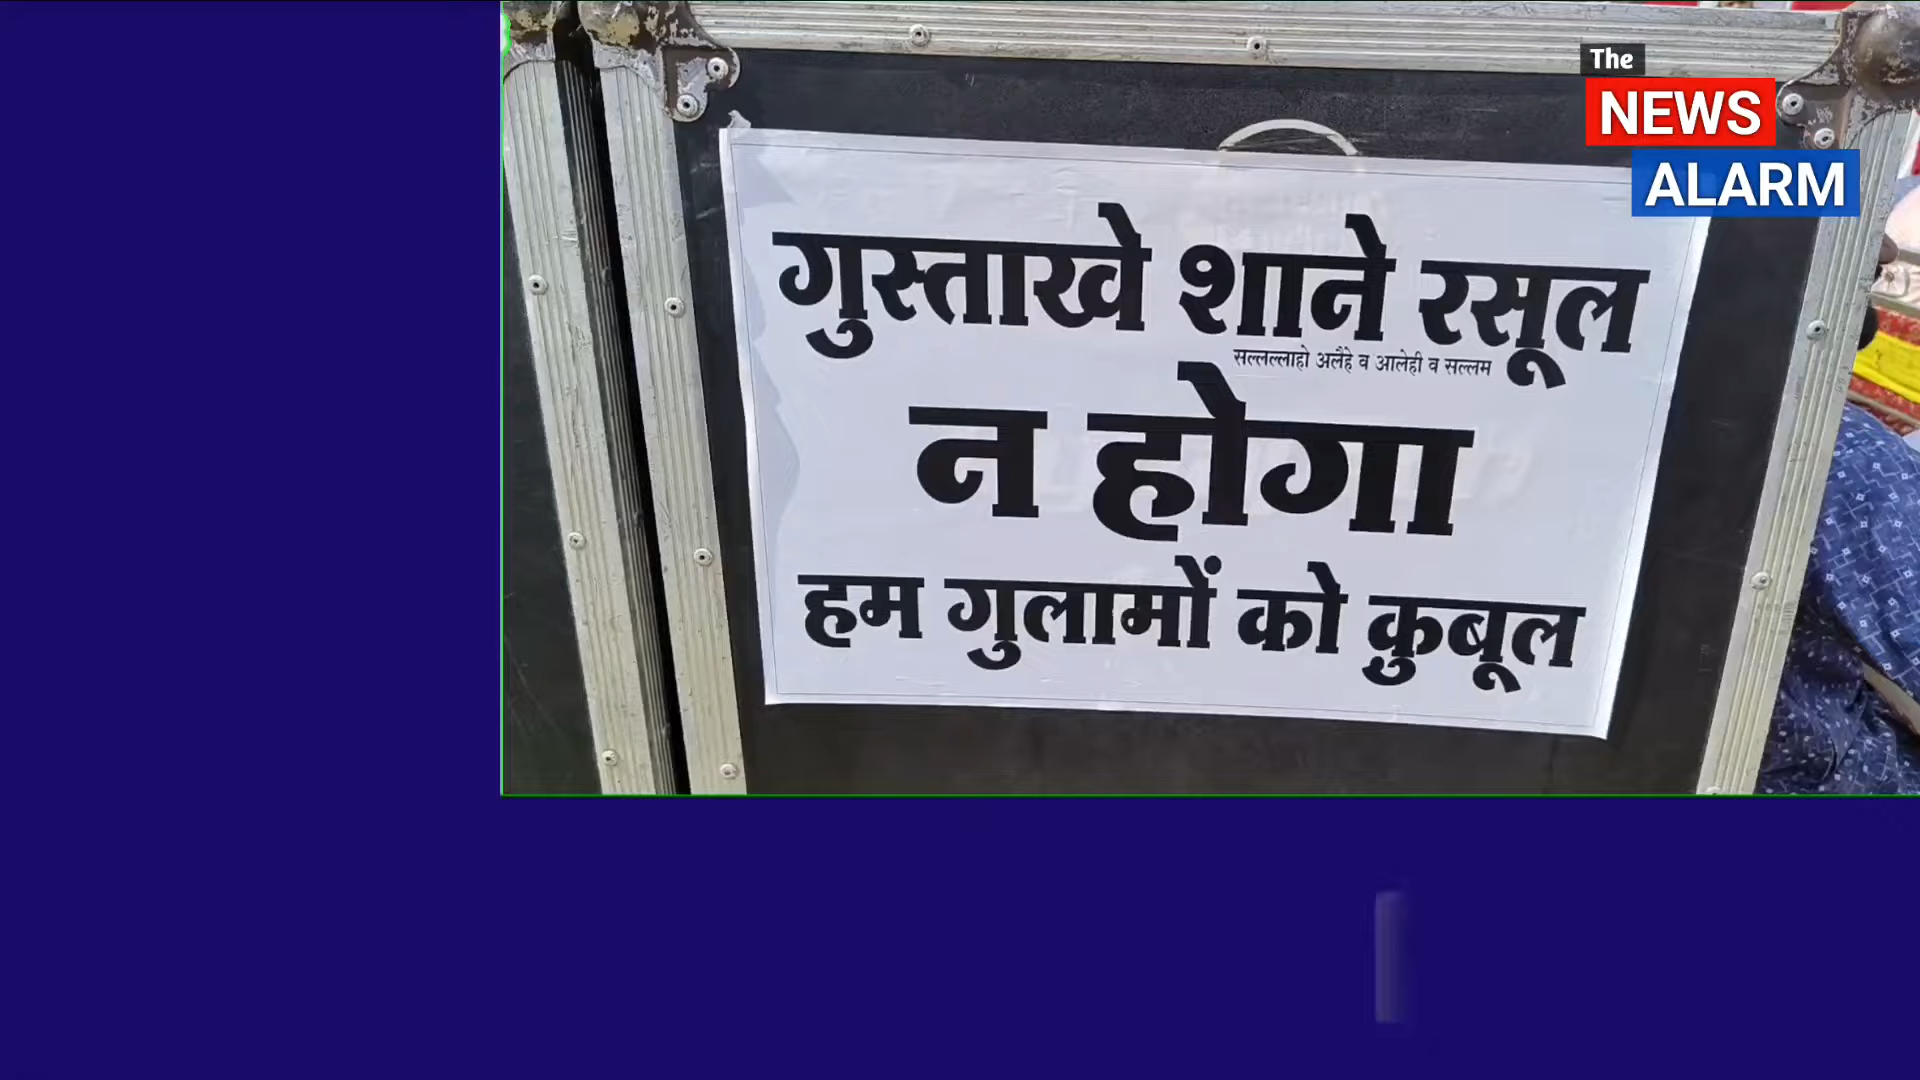 The
NEWS
ALARM
गुस्ताखे शाने रसूल
सल्लल्लाहो अलैहे व आलेही व सल्लम
न होगा
हम गुलामों को क़ुबूल